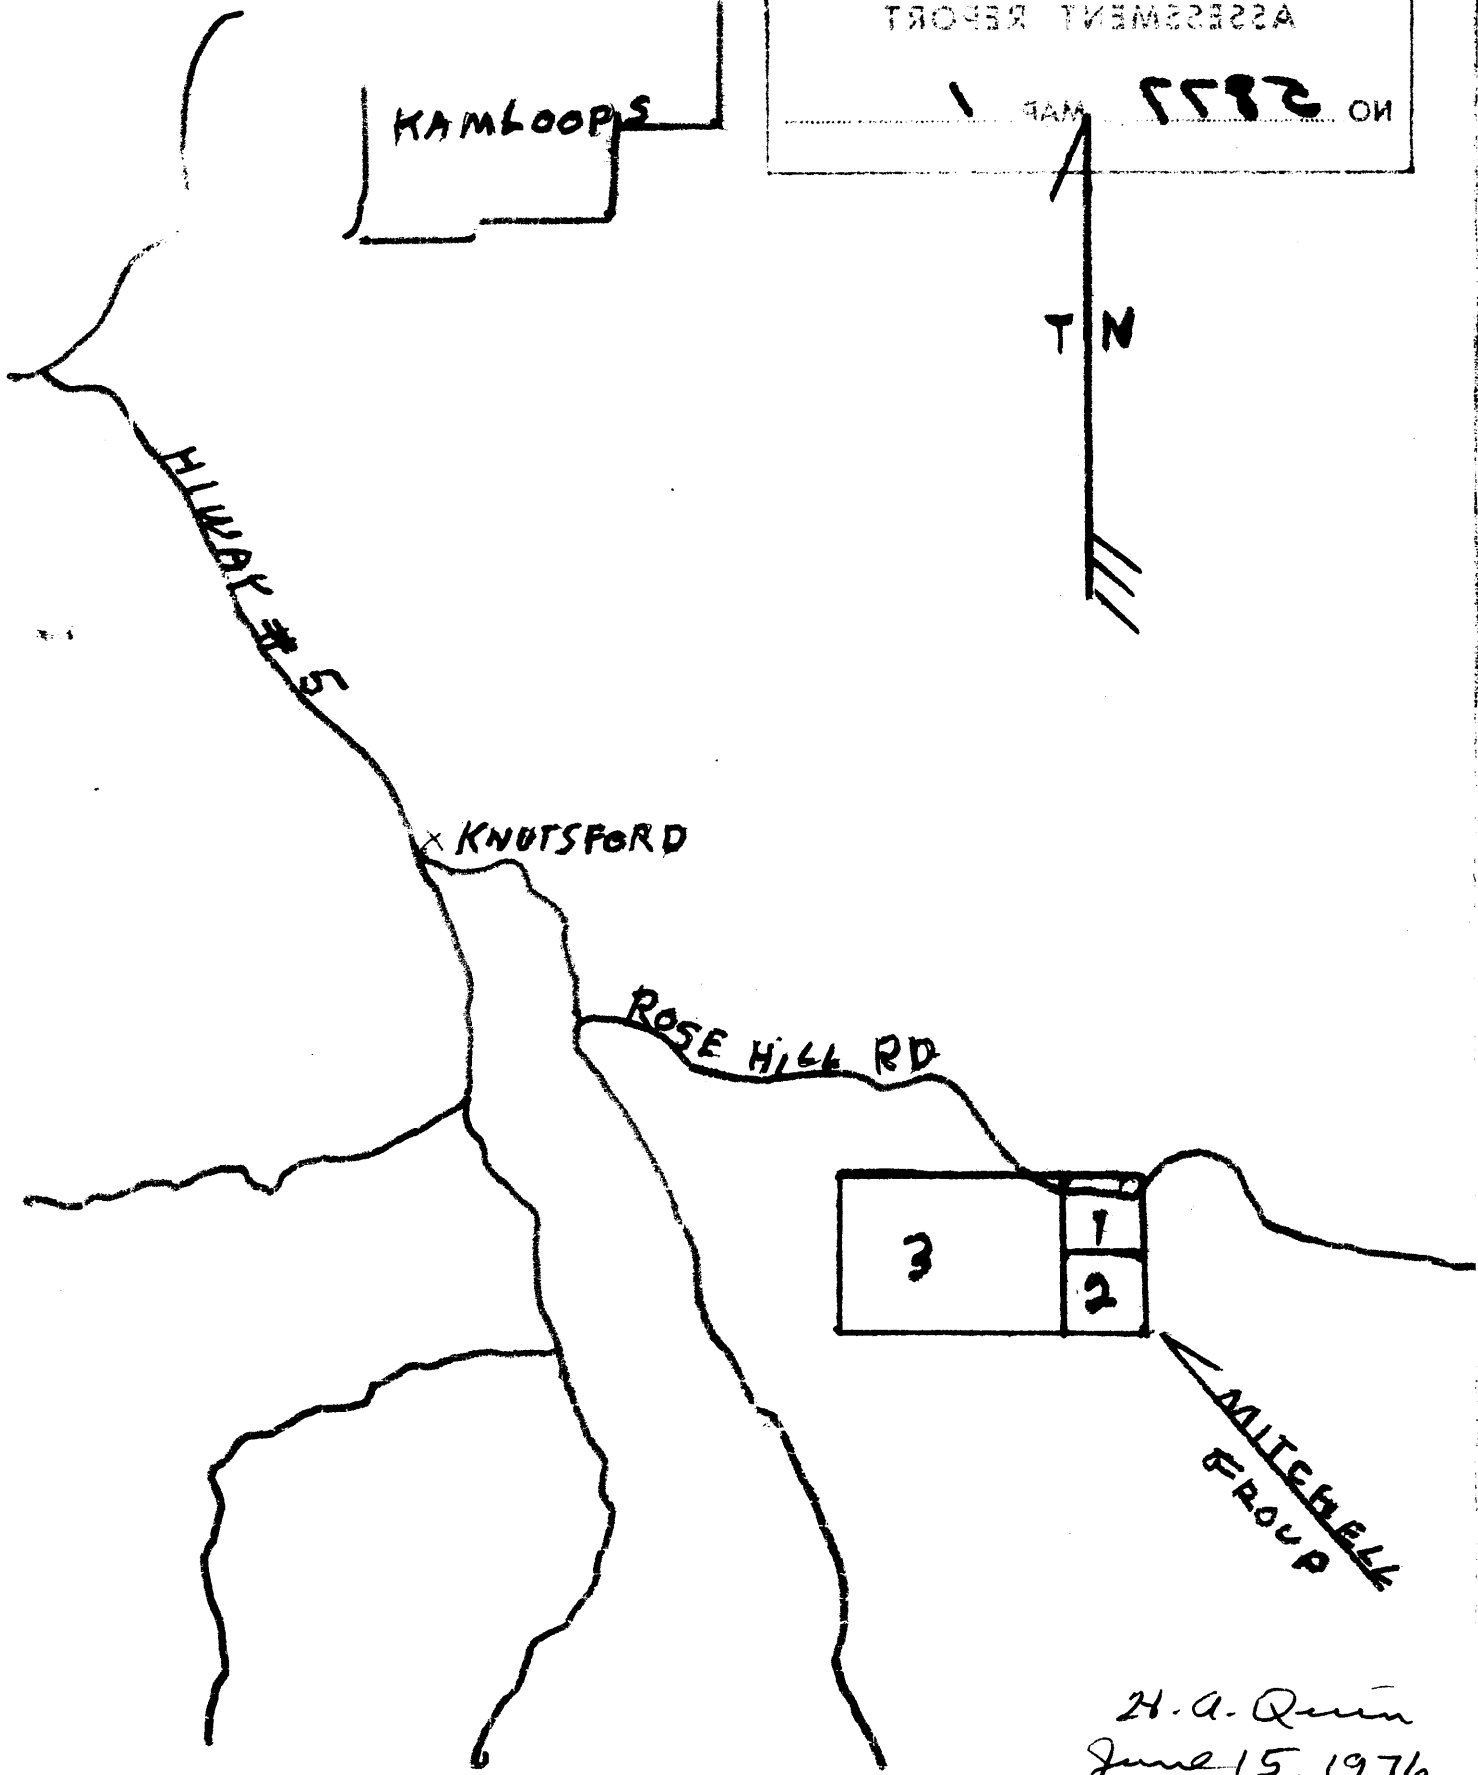 ASSESSMENT REPORT
NO 5877 MAP 1
KAMLOOPS
T N
HIWAY # 5
KNUTSFORD
ROSE HILL RD
3
1
2
MITCHELL
GROUP
H. A. Quin
June 15, 1976